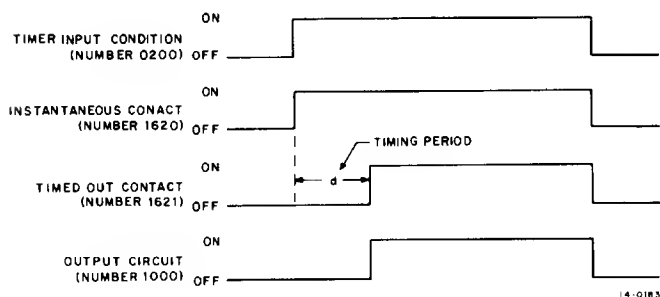 ON
TIMER INPUT CONDITION
(NUMBER 0200) OFF
ON
INSTANTANEOUS CONACT
(NUMBER 1620) OFF
TIMING PERIOD
ON
d
TIMED OUT CONTACT
(NUMBER 1621) OFF
ON
OUTPUT CIRCUIT
(NUMBER 1000) OFF
14-0183